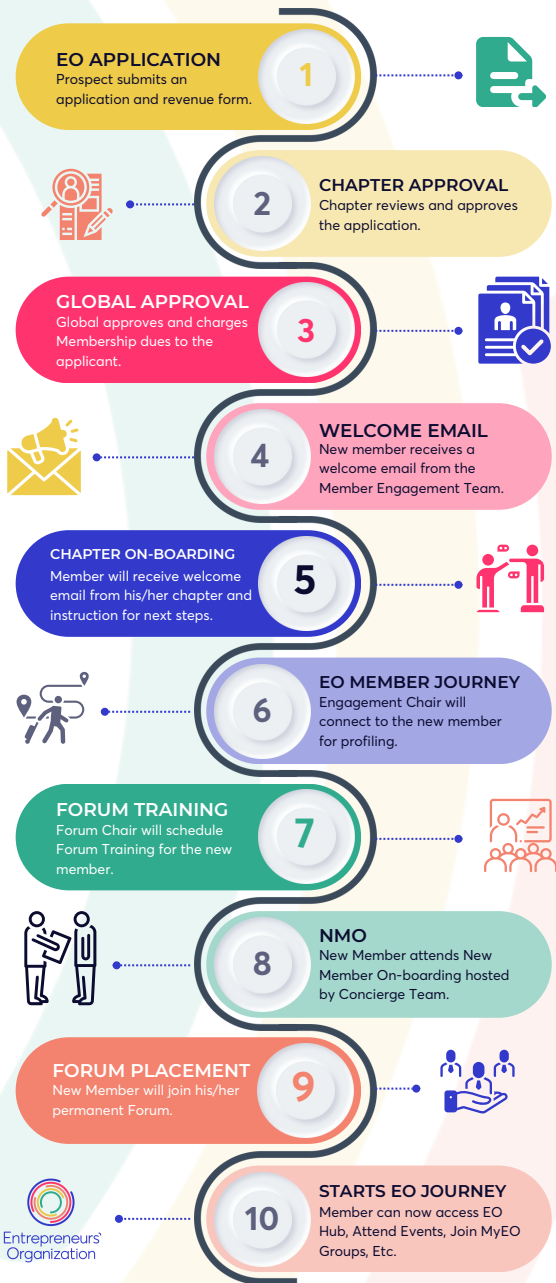 EO APPLICATION
Prospect submits an
application and revenue form.
1
2
CHAPTER APPROVAL
Chapter reviews and approves
the application.
GLOBAL APPROVAL
Global approves and charges
Membership dues to the
applicant.
3
4
WELCOME EMAIL
New member receives a
welcome email from the
Member Engagement Team.
CHAPTER ON-BOARDING
Member will receive welcome
email from his/her chapter and
instruction for next steps.
5
6
EO MEMBER JOURNEY
Engagement Chair will
connect to the new member
for profiling.
FORUM TRAINING
Forum Chair will schedule
Forum Training for the new
member.
7
8
NMO
New Member attends New
Member On-boarding hosted
by Concierge Team.
FORUM PLACEMENT
New Member will join his/her
permanent Forum.
9
Entrepreneurs'
Organization
10
STARTS EO JOURNEY
Member can now access EO
Hub, Attend Events, Join MyEO
Groups, Etc.